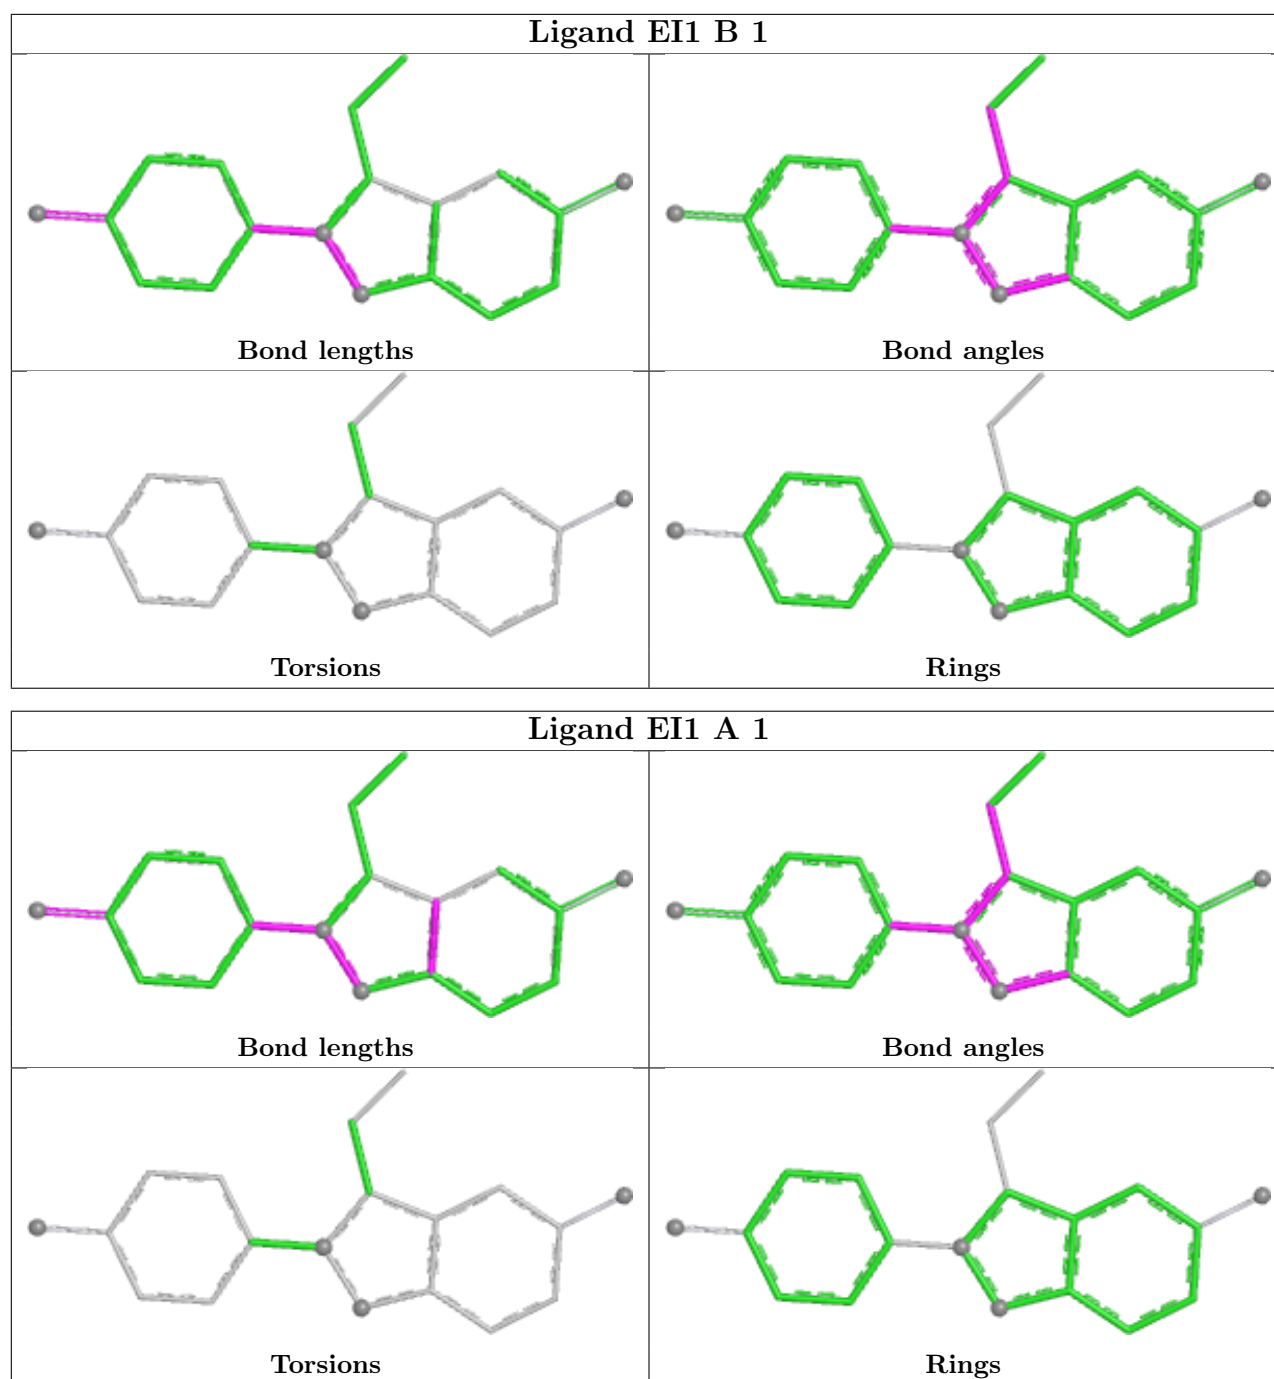 Ligand EI1 B 1
Bond lengths
Bond angles
Torsions
Rings
Ligand EI1 A 1
Bond lengths
Bond angles
Torsions
Rings